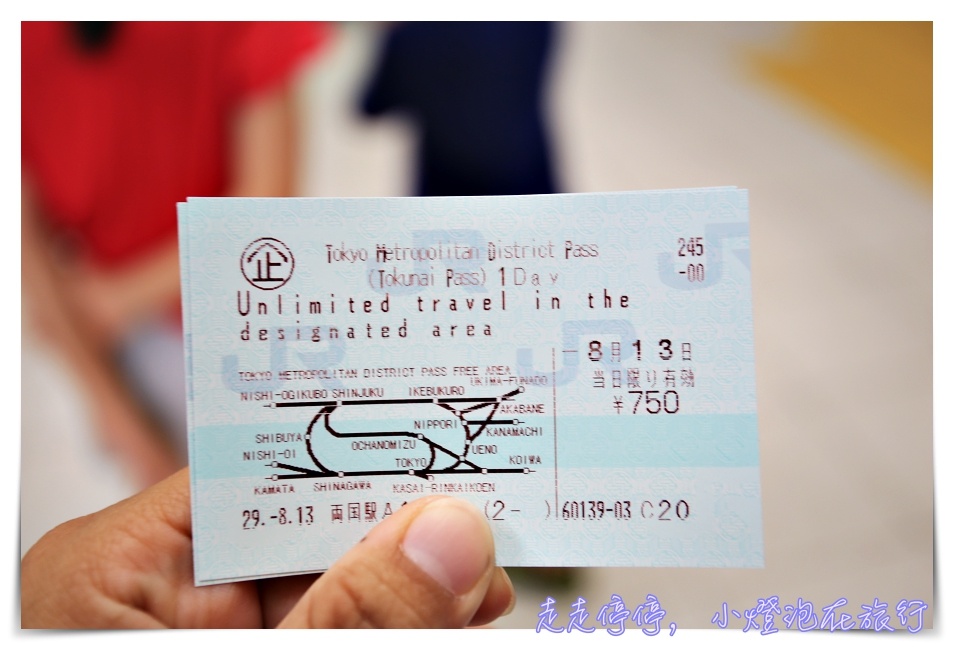 企 Tokyo Metropolitan District Pass 245
(Tokunai Pass) 1Day -00
Unlimited travel in the
designated area
-8月13日
当日限り有効
¥750
TOKYO METROPOLITAN DISTRICT PASS FREE AREA
UKIMA-FUNADO
NISHI-OGIKUBO SHINJUKU IKEBUKURO
AKABANE
NIPPORI
KANAMACHI
SHIBUYA
OCHANOMIZU
UENO
NISHI-OI
TOKYO
KOIWA
KAMATA SHINAGAWA KASAI-RINKAIKOEN
29.-8.13 両国駅A (2- ) 60139-03 C20
走走停停, 小燈泡在旅行